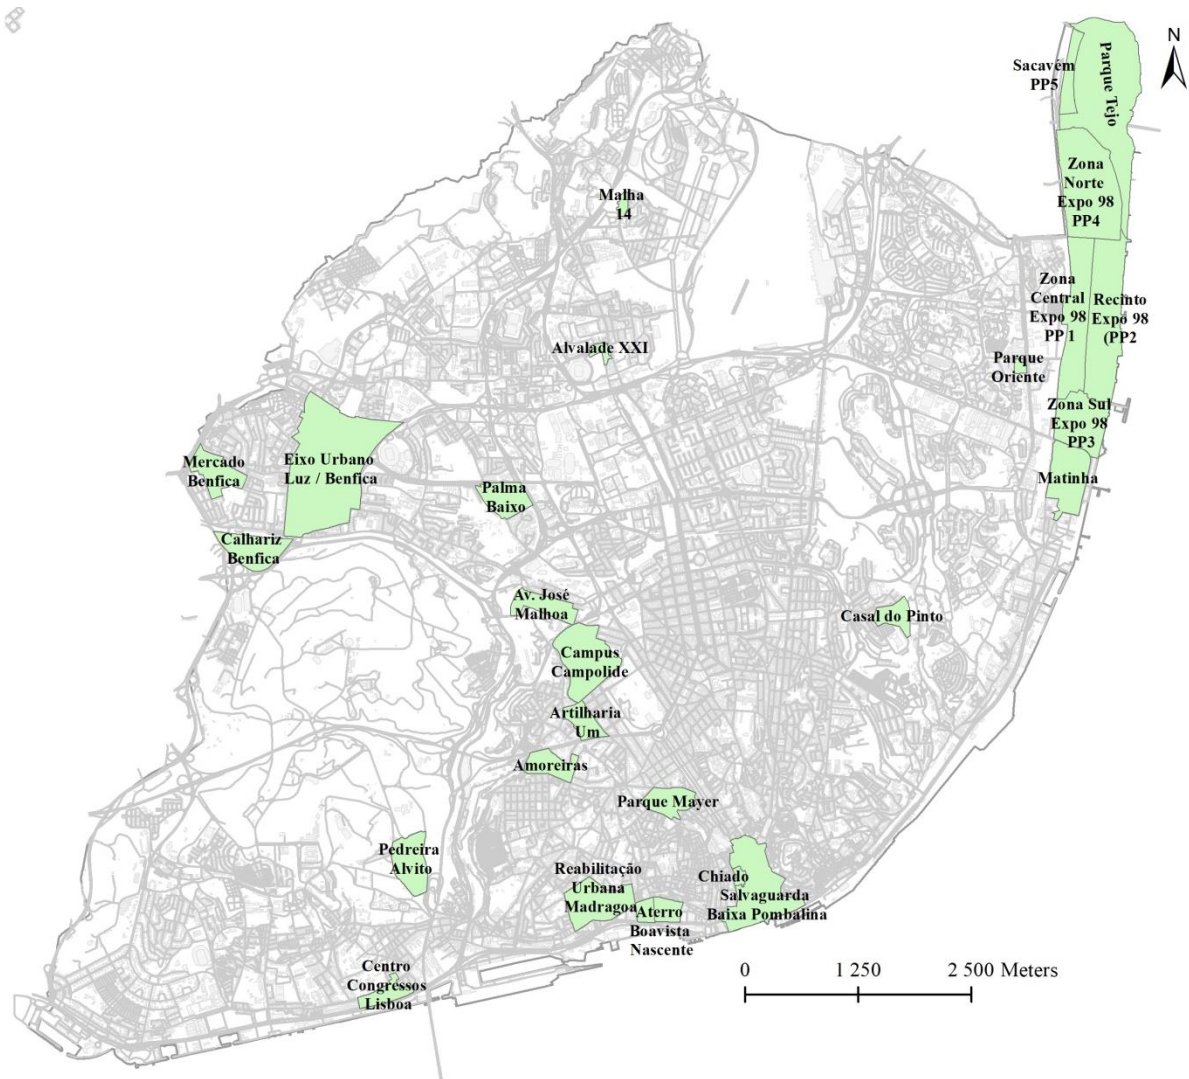 N
Sacavém
PP5
Parque Tejo
Zona
Norte
Expo 98
PP4
Malha
14
Zona
Central
Expo 98
PP 1
Recinto
Expo 98
(PP2
Alvalade XXI
Parque
Oriente
Zona Sul
Expo 98
PP3
Matinha
Mercado
Benfica
Eixo Urbano
Luz / Benfica
Palma
Baixo
Calhariz
Benfica
Av. José
Malhoa
Casal do Pinto
Campus
Campolide
Artilharia
Um
Amoreiras
Parque Mayer
Pedreira
Alvito
Reabilitação
Urbana
Madragoa
Chiado
Salvaguarda
Baixa Pombalina
Aterro
Boavista
Nascente
Centro
Congressos
Lisboa
0 1 250 2 500 Meters